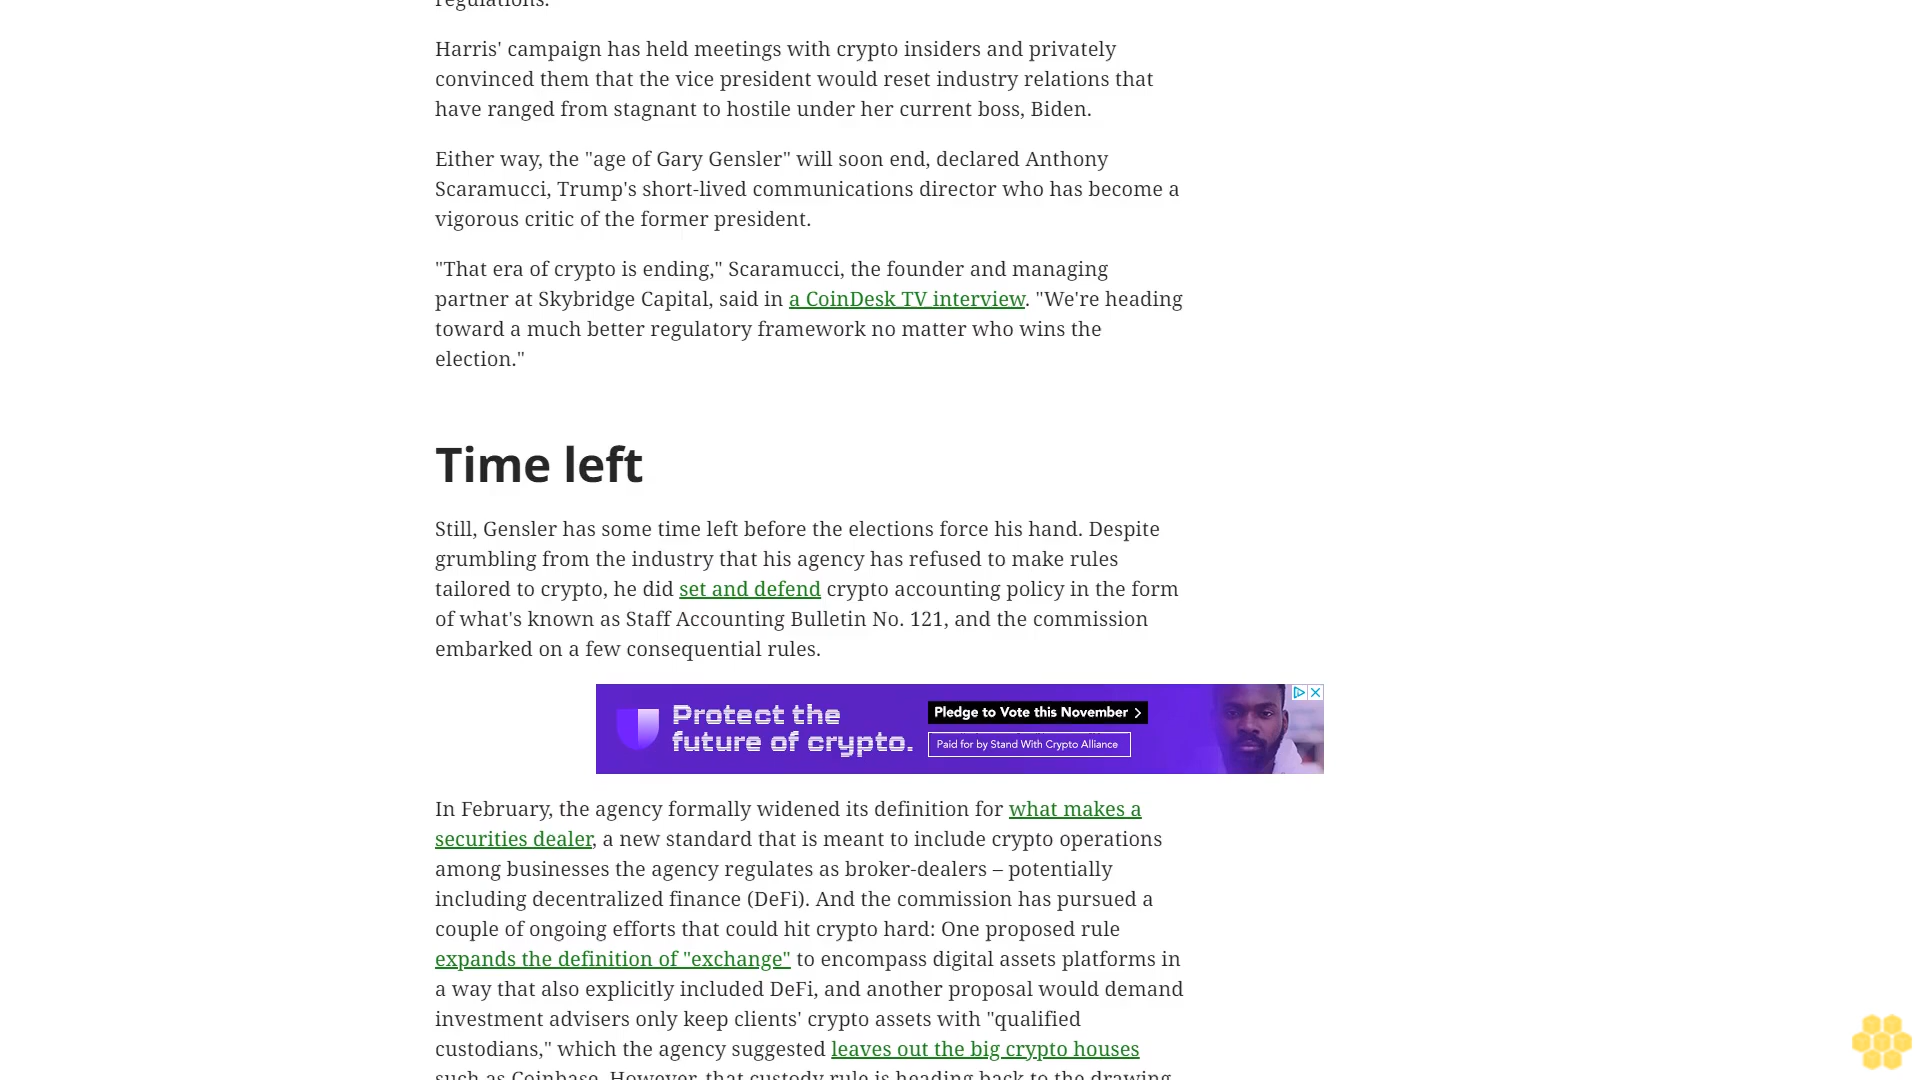 regulations.
Harris' campaign has held meetings with crypto insiders and privately
convinced them that the vice president would reset industry relations that
have ranged from stagnant to hostile under her current boss, Biden.
Either way, the "age of Gary Gensler" will soon end, declared Anthony
Scaramucci, Trump's short-lived communications director who has become a
vigorous critic of the former president.
"That era of crypto is ending," Scaramucci, the founder and managing
partner at Skybridge Capital, said in a CoinDesk TV interview. "We're heading
toward a much better regulatory framework no matter who wins the
election."
Time left
Still, Gensler has some time left before the elections force his hand. Despite
grumbling from the industry that his agency has refused to make rules
tailored to crypto, he did set and defend crypto accounting policy in the form
of what's known as Staff Accounting Bulletin No. 121, and the commission
embarked on a few consequential rules.
Protect the
future of crypto.
Pledge to Vote this November >
Paid for by Stand With Crypto Alliance
In February, the agency formally widened its definition for what makes a
securities dealer, a new standard that is meant to include crypto operations
among businesses the agency regulates as broker-dealers – potentially
including decentralized finance (DeFi). And the commission has pursued a
couple of ongoing efforts that could hit crypto hard: One proposed rule
expands the definition of "exchange" to encompass digital assets platforms in
a way that also explicitly included DeFi, and another proposal would demand
investment advisers only keep clients' crypto assets with "qualified
custodians," which the agency suggested leaves out the big crypto houses
such as Coinbase. However, that custody rule is heading back to the drawing